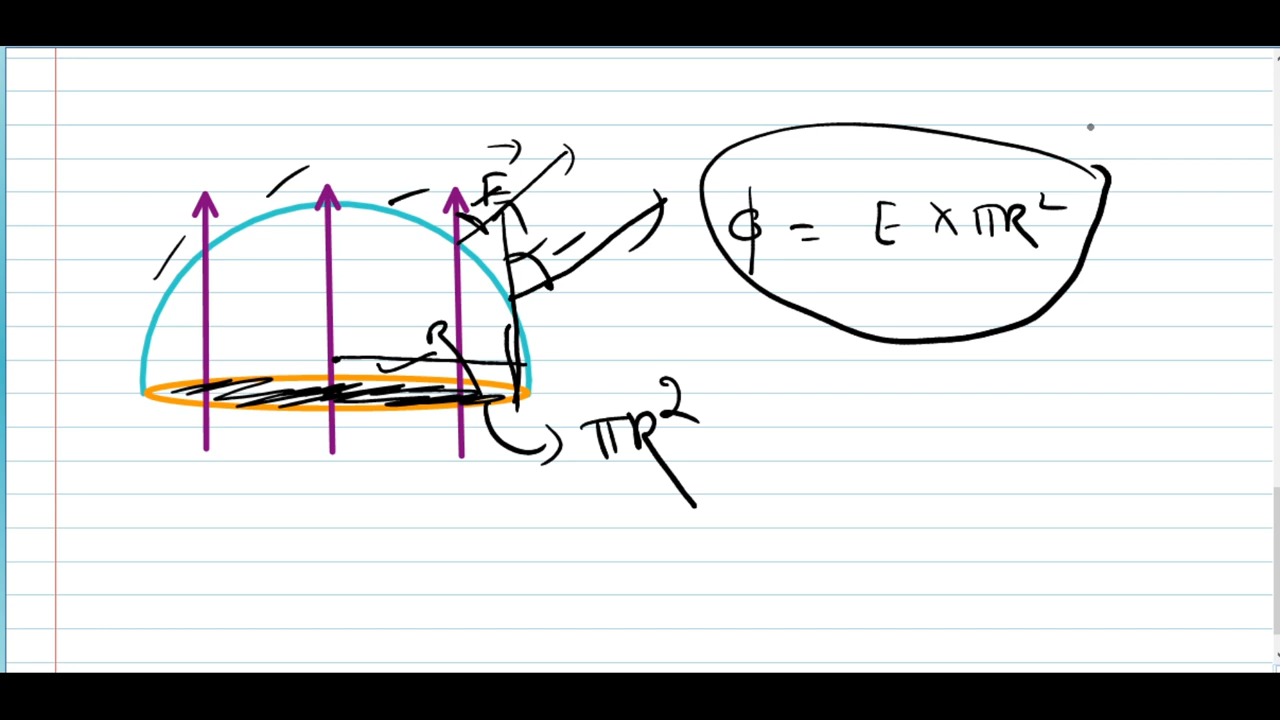 E⃗
ϕ = E × πR²
R
πR²